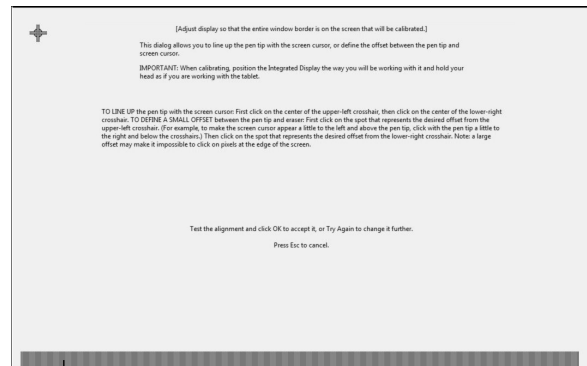 [Adjust display so that the entire window border is on the screen that will be calibrated.]
This dialog allows you to line up the pen tip with the screen cursor, or define the offset between the pen tip and
screen cursor.
IMPORTANT: When calibrating, position the Integrated Display the way you will be working with it and hold your
head as if you are working with the tablet.
TO LINE UP the pen tip with the screen cursor: First click on the center of the upper-left crosshair, then click on the center of the lower-right
crosshair. TO DEFINE A SMALL OFFSET between the pen tip and eraser: First click on the spot that represents the desired offset from the
upper-left crosshair. (For example, to make the screen cursor appear a little to the left and above the pen tip, click with the pen tip a little to
the right and below the crosshairs.) Then click on the spot that represents the desired offset from the lower-right crosshair. Note: a large
offset may make it impossible to click on pixels at the edge of the screen.
Test the alignment and click OK to accept it, or Try Again to change it further.
Press Esc to cancel.